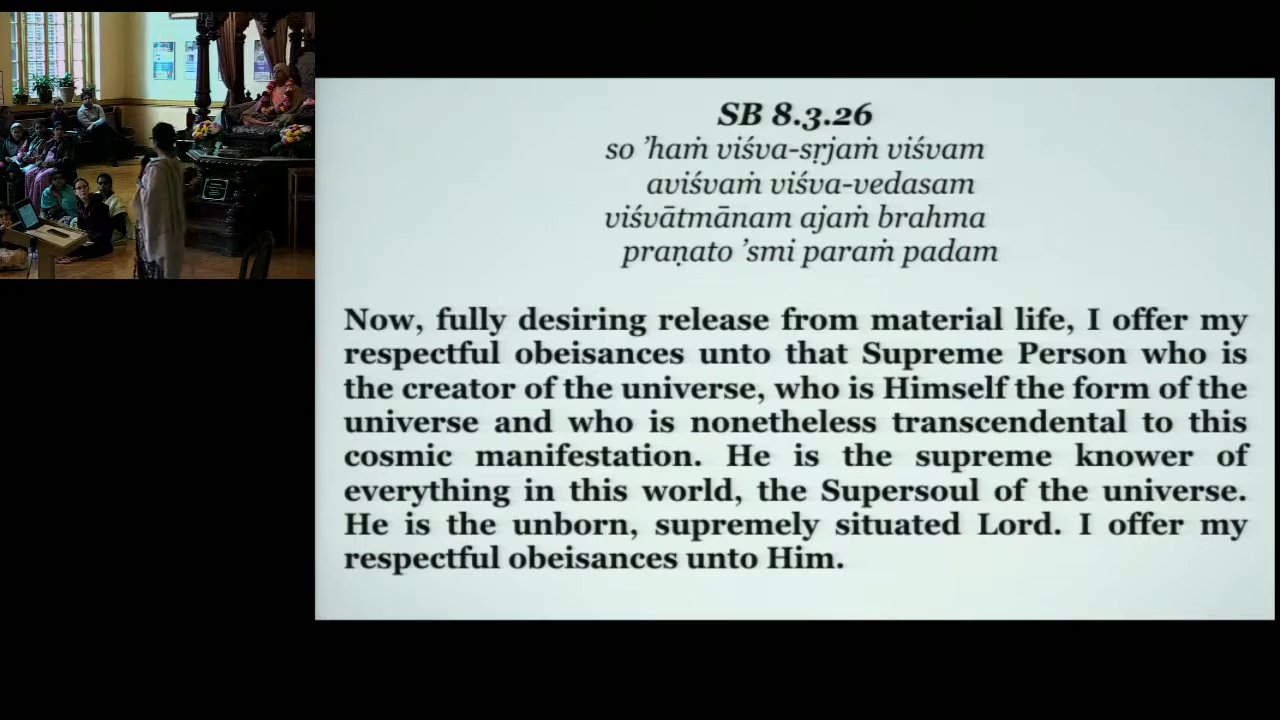 SB 8.3.26
so ’haṁ viśva-sṛjaṁ viśvam
aviśvaṁ viśva-vedasam
viśvātmānam ajaṁ brahma
praṇato ’smi paraṁ padam
Now, fully desiring release from material life, I offer my
respectful obeisances unto that Supreme Person who is
the creator of the universe, who is Himself the form of the
universe and who is nonetheless transcendental to this
cosmic manifestation. He is the supreme knower of
everything in this world, the Supersoul of the universe.
He is the unborn, supremely situated Lord. I offer my
respectful obeisances unto Him.